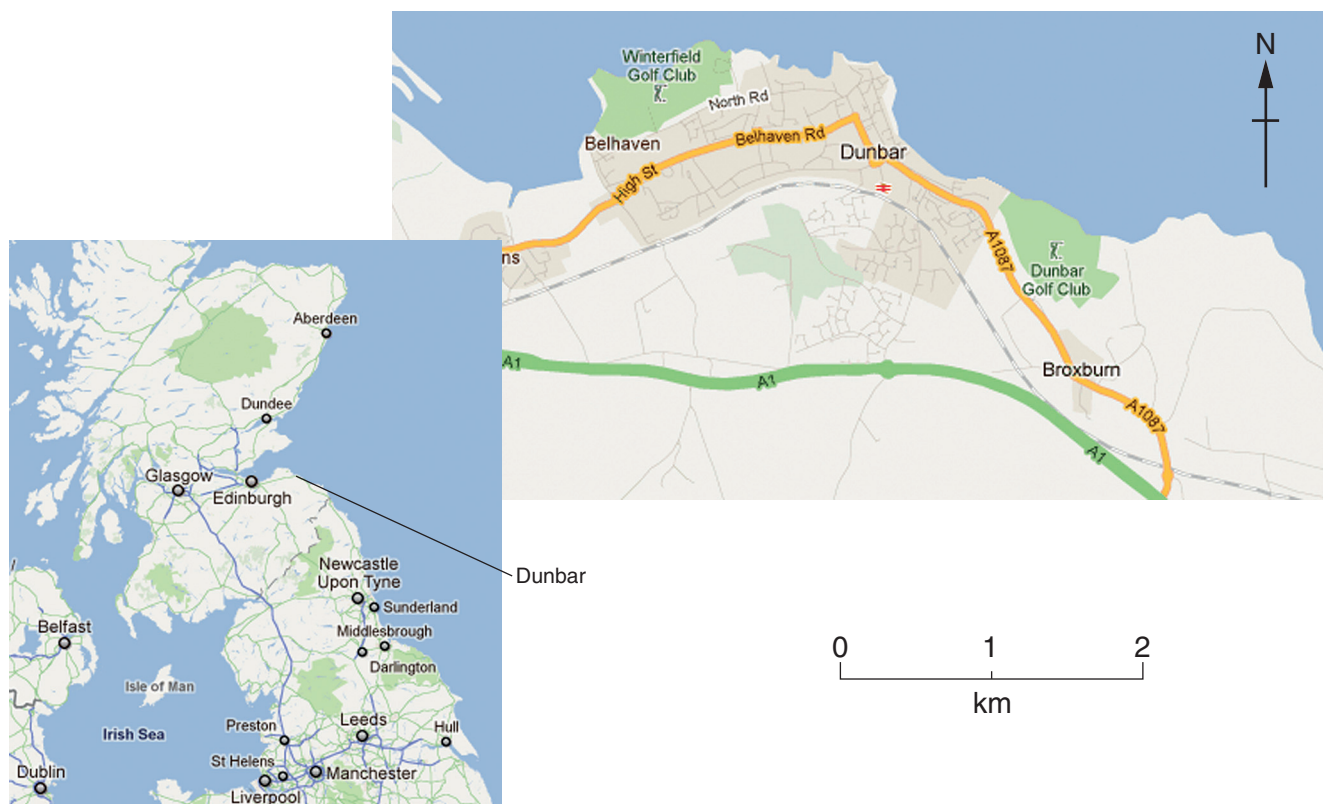 N
Winterfield
Golf Club
North Rd
Belhaven
Belhaven Rd
High St
Dunbar
A1087
Dunbar
Golf Club
ns
Broxburn
A1087
A1
A1
A1
Aberdeen
Dundee
Glasgow
Edinburgh
Dunbar
Newcastle
Upon Tyne
Sunderland
Belfast
Middlesbrough
Darlington
Isle of Man
Irish Sea
Preston
Leeds
Hull
St Helens
Manchester
Dublin
Liverpool
0 1 2
km